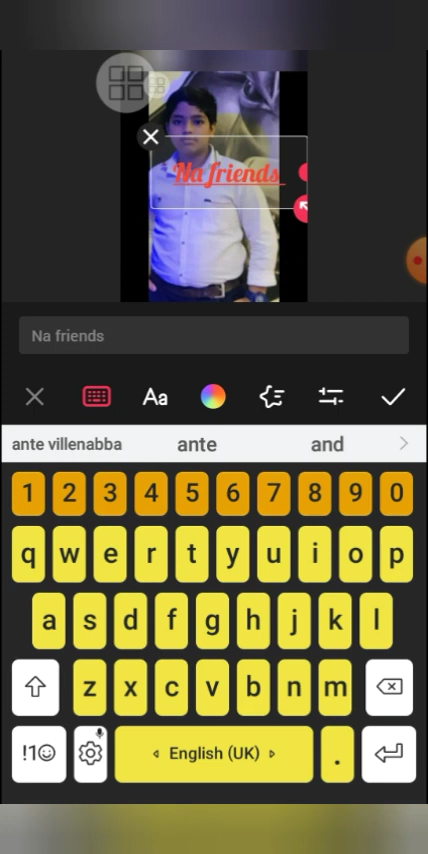 Na friends
Na friends
Aa
ante villenabba ante and
1 2 3 4 5 6 7 8 9 0
q w e r t y u i o p
a s d f g h j k l
z x c v b n m
!1☺ English (UK) .